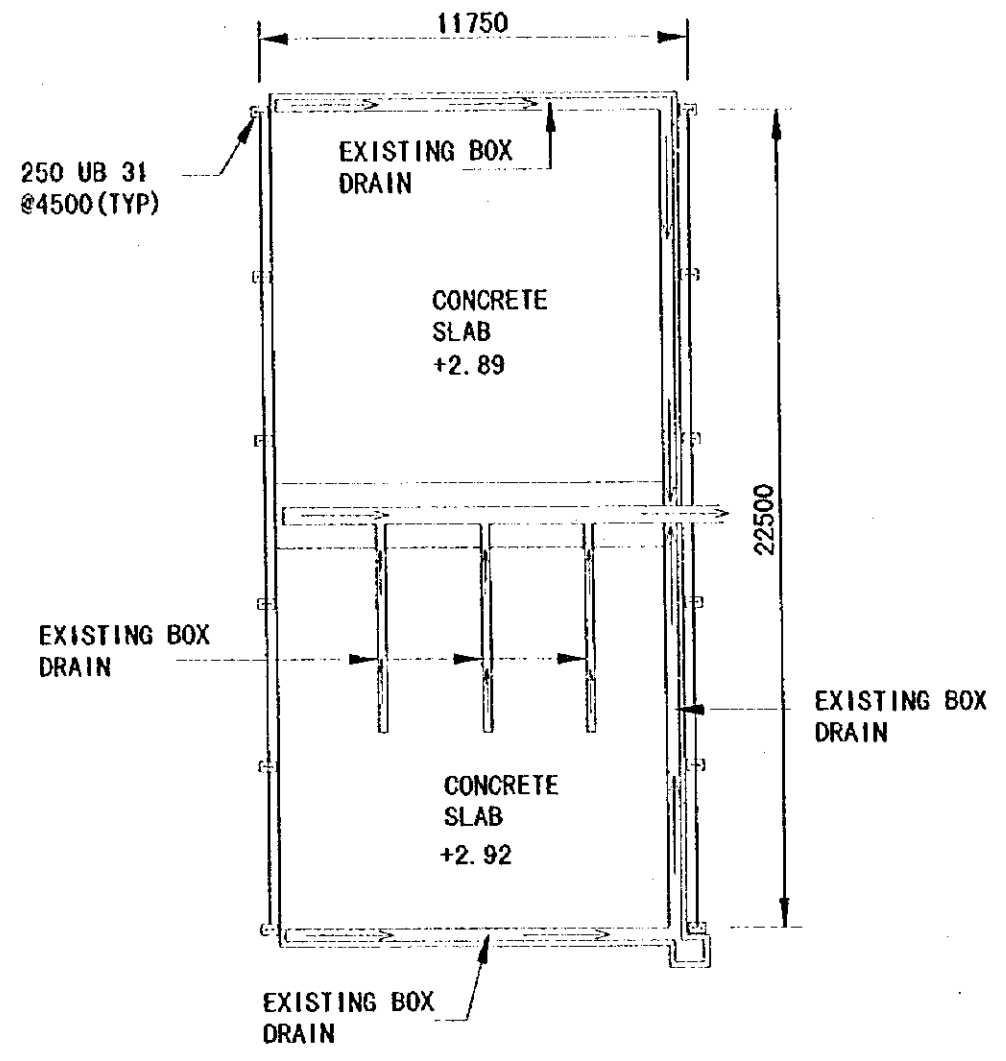 11750
250 UB 31
@4500(TYP)
EXISTING BOX
DRAIN
CONCRETE
SLAB
+2.89
22500
EXISTING BOX
DRAIN
EXISTING BOX
DRAIN
CONCRETE
SLAB
+2.92
EXISTING BOX
DRAIN